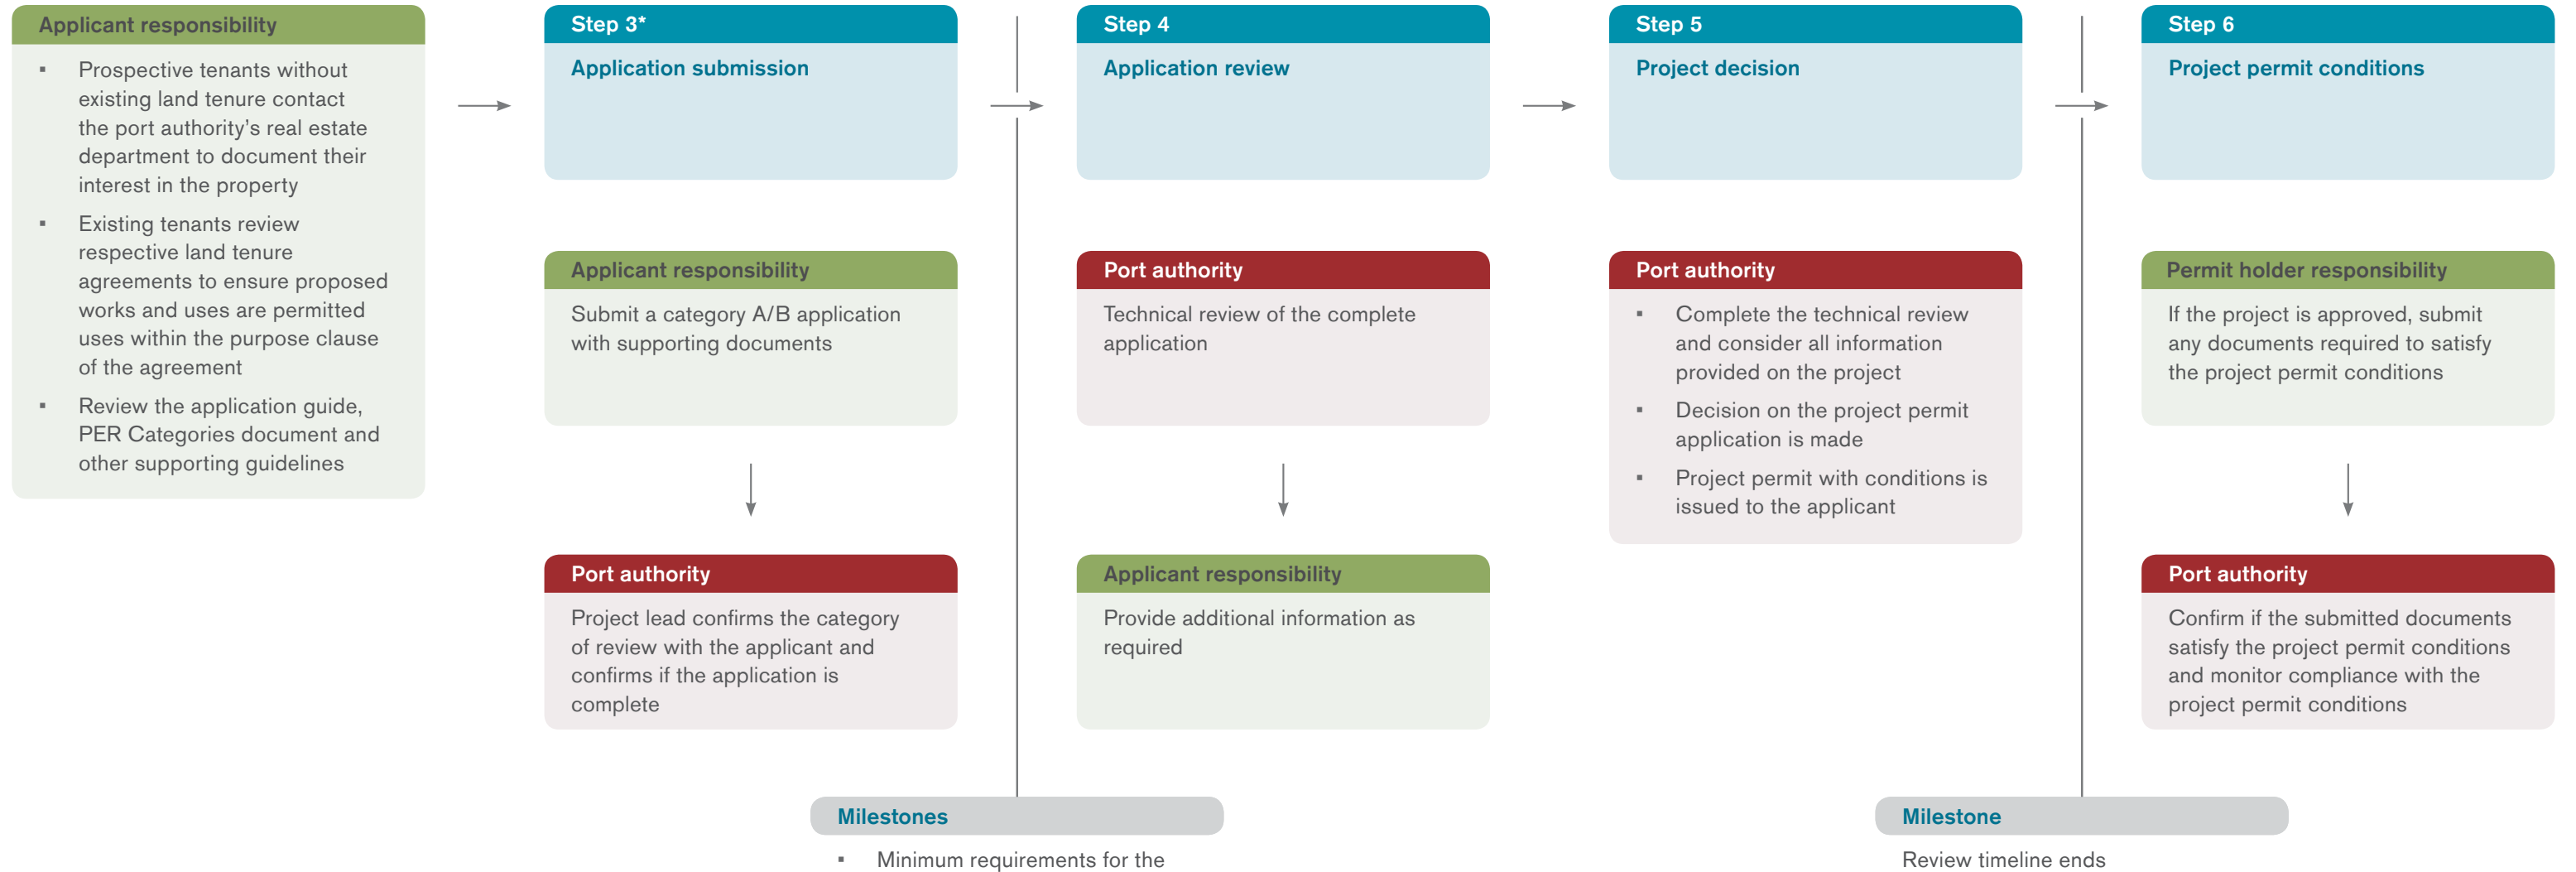 Applicant responsibility
▪ Prospective tenants without
existing land tenure contact
the port authority’s real estate
department to document their
interest in the property
▪ Existing tenants review
respective land tenure
agreements to ensure proposed
works and uses are permitted
uses within the purpose clause
of the agreement
▪ Review the application guide,
PER Categories document and
other supporting guidelines
Step 3*
Application submission
Applicant responsibility
Submit a category A/B application
with supporting documents
Port authority
Project lead confirms the category
of review with the applicant and
confirms if the application is
complete
Step 4
Application review
Port authority
Technical review of the complete
application
Applicant responsibility
Provide additional information as
required
Milestones
▪ Minimum requirements for the
Step 5
Project decision
Port authority
▪ Complete the technical review
and consider all information
provided on the project
▪ Decision on the project permit
application is made
▪ Project permit with conditions is
issued to the applicant
Step 6
Project permit conditions
Permit holder responsibility
If the project is approved, submit
any documents required to satisfy
the project permit conditions
Port authority
Confirm if the submitted documents
satisfy the project permit conditions
and monitor compliance with the
project permit conditions
Milestone
Review timeline ends